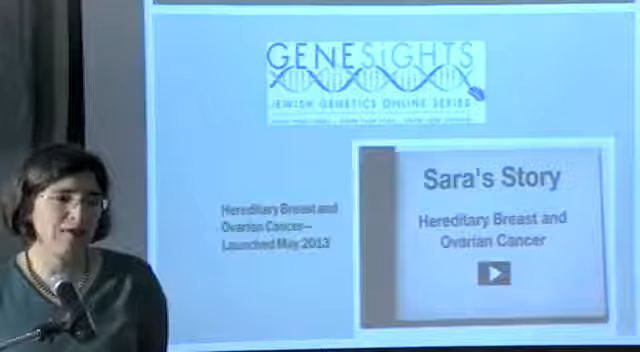 GENESiGHTS
JEWISH GENETICS ONLINE SERIES
Hereditary Breast and
Ovarian Cancer--
Launched May 2013
Sara's Story
Hereditary Breast and
Ovarian Cancer